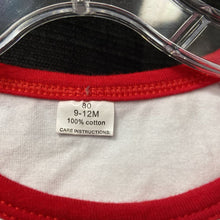 80
9-12M
100% cotton
CARE INSTRUCTIONS: